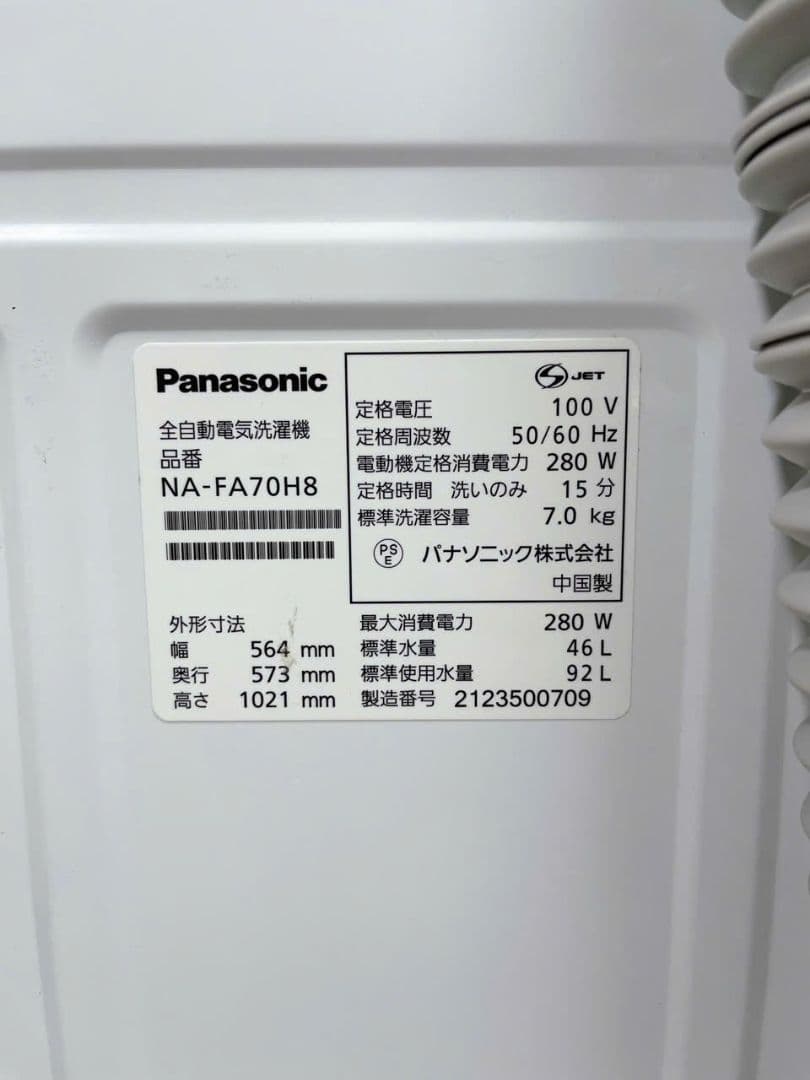 Panasonic
全自動電気洗濯機
品番
NA-FA70H8
JET
定格電圧 100 V
定格周波数 50/60 Hz
電動機定格消費電力 280 W
定格時間 洗いのみ 15 分
標準洗濯容量 7.0 kg
PS
E
パナソニック株式会社
中国製
外形寸法
幅 564 mm
奥行 573 mm
高さ 1021 mm
最大消費電力 280 W
標準水量 46 L
標準使用水量 92 L
製造番号 2123500709